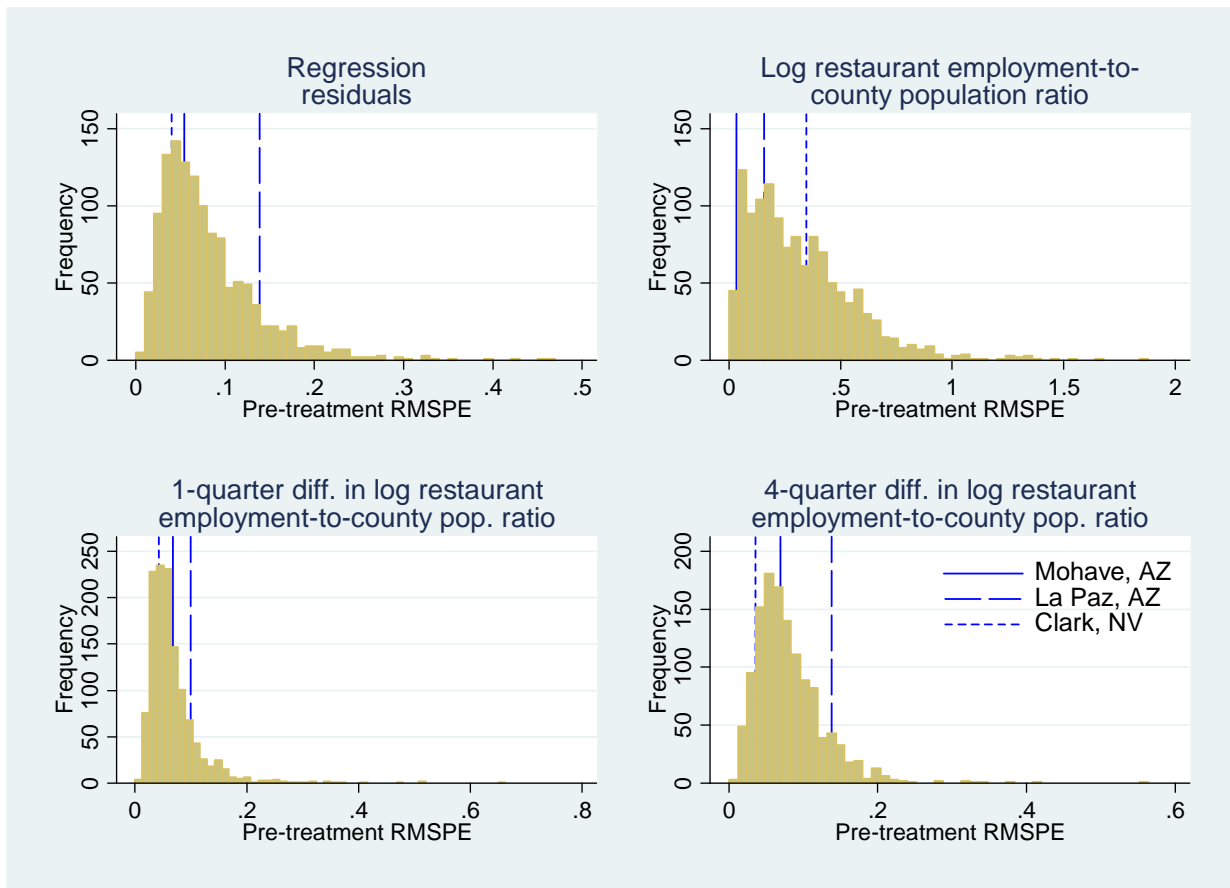 Regression
residuals
Frequency
0
50
100
150
0
.1
.2
.3
.4
.5
Pre-treatment RMSPE
Log restaurant employment-to-
county population ratio
Frequency
0
50
100
150
0
.5
1
1.5
2
Pre-treatment RMSPE
1-quarter diff. in log restaurant
employment-to-county pop. ratio
Frequency
0
50
100
150
200
250
0
.2
.4
.6
.8
Pre-treatment RMSPE
4-quarter diff. in log restaurant
employment-to-county pop. ratio
Frequency
0
50
100
150
200
0
.2
.4
.6
Pre-treatment RMSPE
Mohave, AZ
La Paz, AZ
Clark, NV